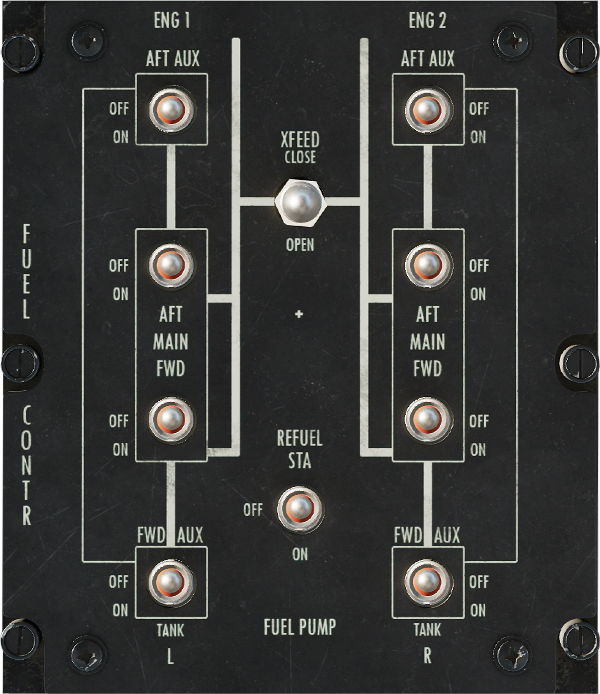 ENG 1
ENG 2
AFT AUX
AFT AUX
OFF
OFF
ON
ON
XFEED
CLOSE
OPEN
OFF
OFF
ON
ON
AFT
MAIN
FWD
AFT
MAIN
FWD
OFF
OFF
ON
ON
FUEL
CONTR
REFUEL
STA
OFF
ON
FWD AUX
FWD AUX
OFF
OFF
ON
ON
TANK
L
FUEL PUMP
TANK
R